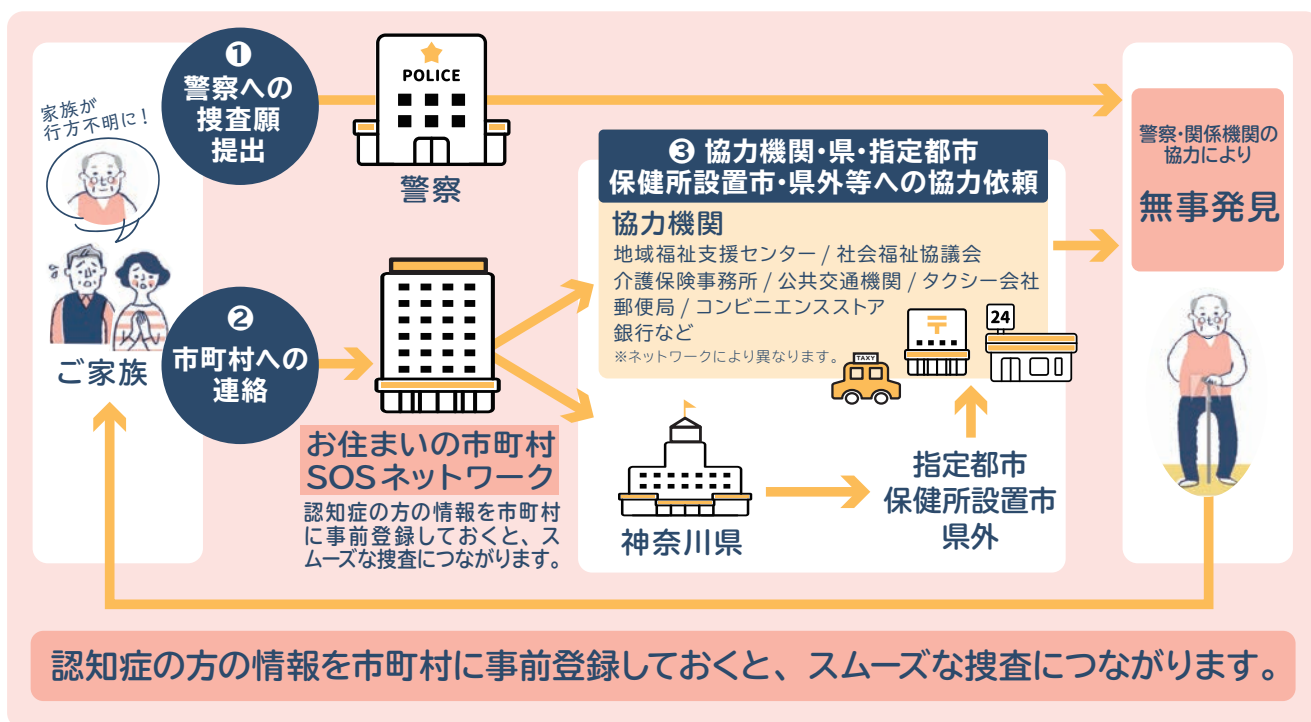 家族が
行方不明に!
ご家族
❶
警察への
捜査願
提出
POLICE
警察
❷
市町村への
連絡
お住まいの市町村
SOSネットワーク
認知症の方の情報を市町村
に事前登録しておくと、ス
ムーズな捜査につながります。
❸ 協力機関・県・指定都市
保健所設置市・県外等への協力依頼
協力機関
地域福祉支援センター / 社会福祉協議会
介護保険事務所 / 公共交通機関 / タクシー会社
郵便局 / コンビニエンスストア
銀行など
※ネットワークにより異なります。
TAXY
〒
24
神奈川県
指定都市
保健所設置市
県外
警察・関係機関の
協力により
無事発見
認知症の方の情報を市町村に事前登録しておくと、スムーズな捜査につながります。